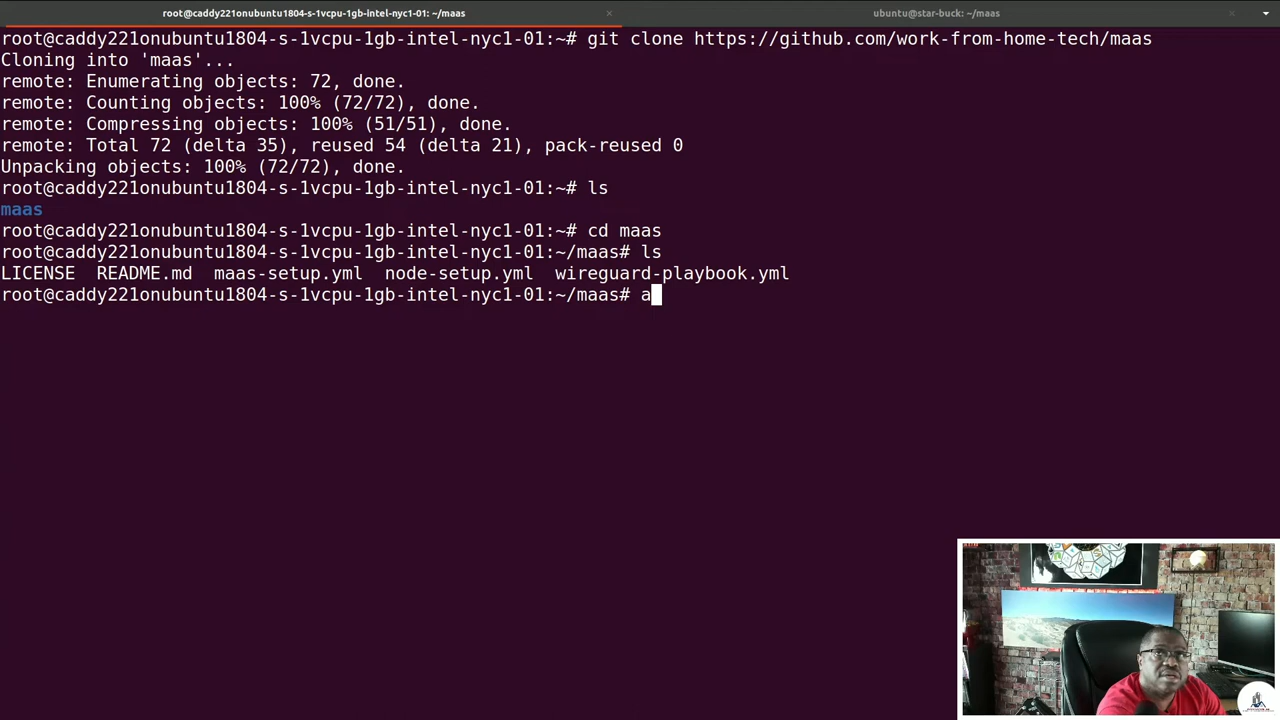 root@caddy221onubuntu1804-s-1vcpu-1gb-intel-nyc1-01: ~/maas
ubuntu@star-buck: ~/maas
root@caddy221onubuntu1804-s-1vcpu-1gb-intel-nyc1-01:~# git clone https://github.com/work-from-home-tech/maas
Cloning into 'maas'...
remote: Enumerating objects: 72, done.
remote: Counting objects: 100% (72/72), done.
remote: Compressing objects: 100% (51/51), done.
remote: Total 72 (delta 35), reused 54 (delta 21), pack-reused 0
Unpacking objects: 100% (72/72), done.
root@caddy221onubuntu1804-s-1vcpu-1gb-intel-nyc1-01:~# ls
maas
root@caddy221onubuntu1804-s-1vcpu-1gb-intel-nyc1-01:~# cd maas
root@caddy221onubuntu1804-s-1vcpu-1gb-intel-nyc1-01:~/maas# ls
LICENSE  README.md  maas-setup.yml  node-setup.yml  wireguard-playbook.yml
root@caddy221onubuntu1804-s-1vcpu-1gb-intel-nyc1-01:~/maas# a